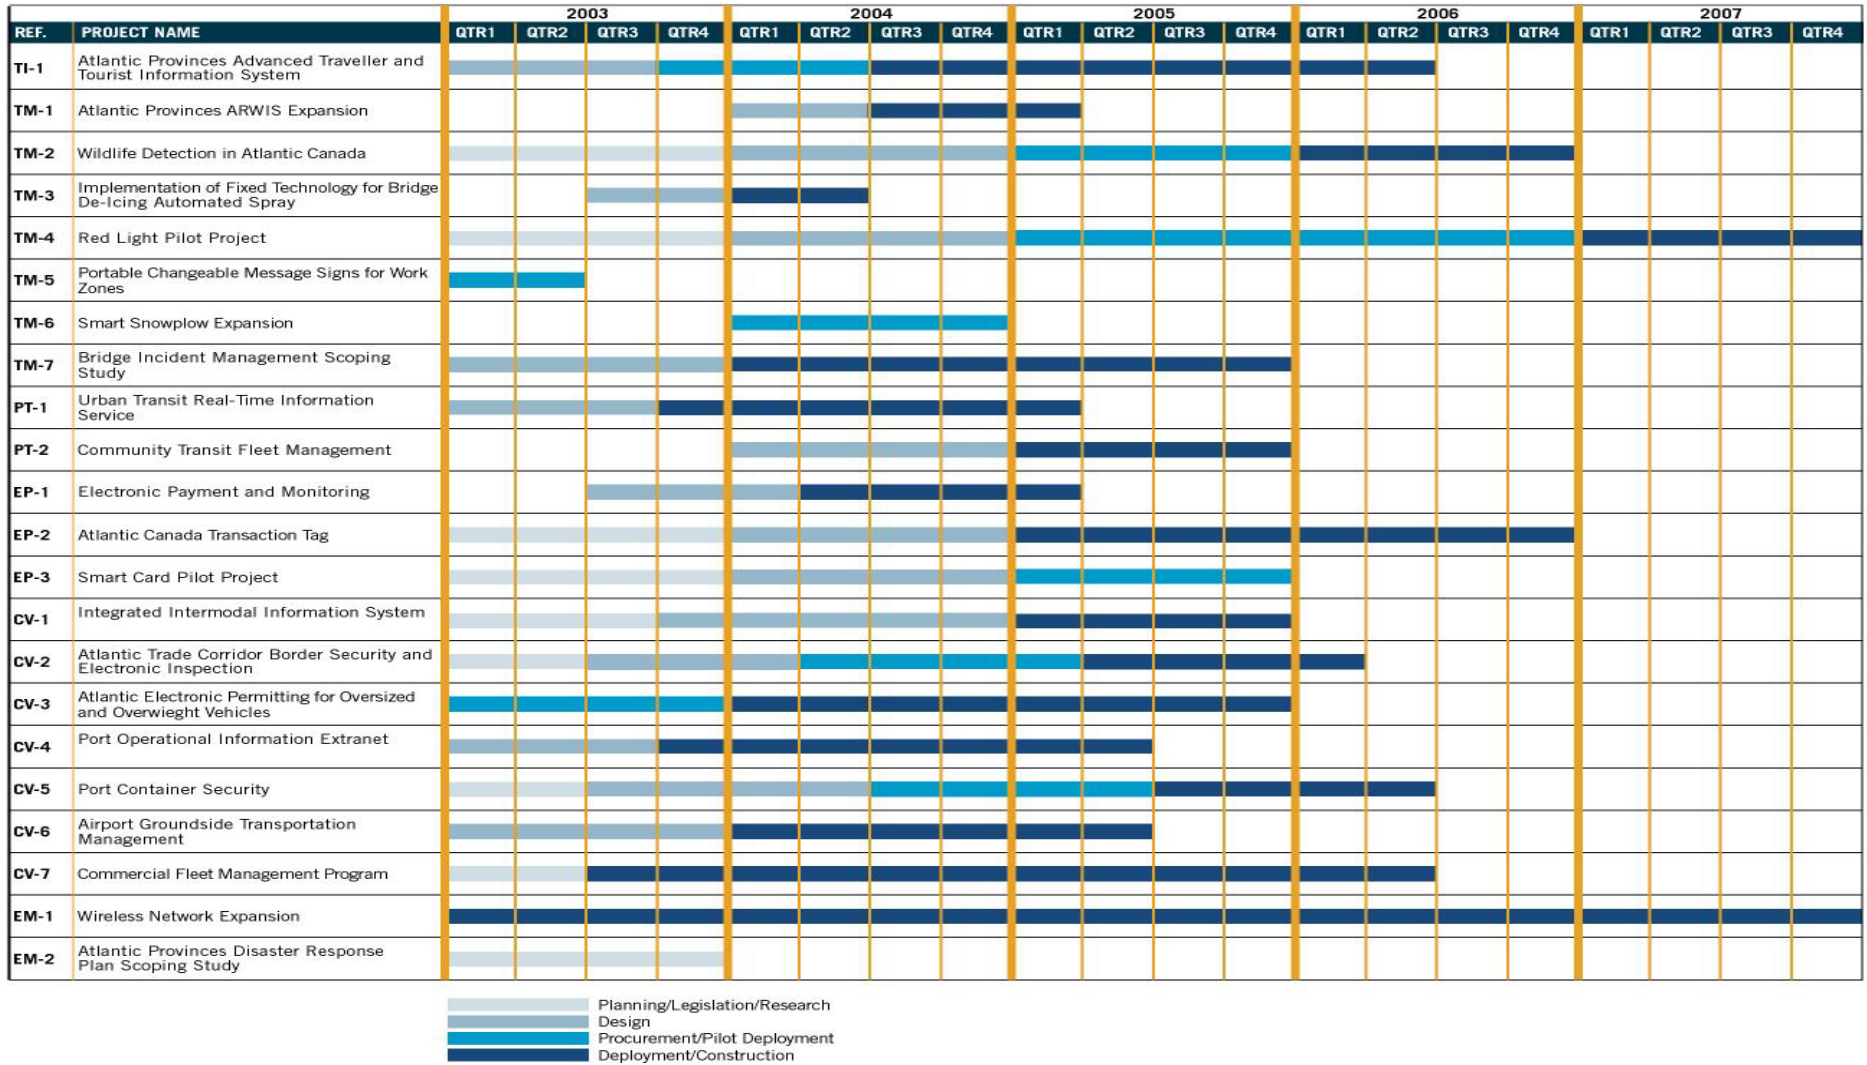 2003 2004 2005 2006 2007
REF. PROJECT NAME QTR1 QTR2 QTR3 QTR4 QTR1 QTR2 QTR3 QTR4 QTR1 QTR2 QTR3 QTR4 QTR1 QTR2 QTR3 QTR4 QTR1 QTR2 QTR3 QTR4
TI-1 Atlantic Provinces Advanced Traveller and
Tourist Information System
TM-1 Atlantic Provinces ARWIS Expansion
TM-2 Wildlife Detection in Atlantic Canada
TM-3 Implementation of Fixed Technology for Bridge
De-Icing Automated Spray
TM-4 Red Light Pilot Project
TM-5 Portable Changeable Message Signs for Work
Zones
TM-6 Smart Snowplow Expansion
TM-7 Bridge Incident Management Scoping
Study
PT-1 Urban Transit Real-Time Information
Service
PT-2 Community Transit Fleet Management
EP-1 Electronic Payment and Monitoring
EP-2 Atlantic Canada Transaction Tag
EP-3 Smart Card Pilot Project
CV-1 Integrated Intermodal Information System
CV-2 Atlantic Trade Corridor Border Security and
Electronic Inspection
CV-3 Atlantic Electronic Permitting for Oversized
and Overwieght Vehicles
CV-4 Port Operational Information Extranet
CV-5 Port Container Security
CV-6 Airport Groundside Transportation
Management
CV-7 Commercial Fleet Management Program
EM-1 Wireless Network Expansion
EM-2 Atlantic Provinces Disaster Response
Plan Scoping Study
Planning/Legislation/Research
Design
Procurement/Pilot Deployment
Deployment/Construction